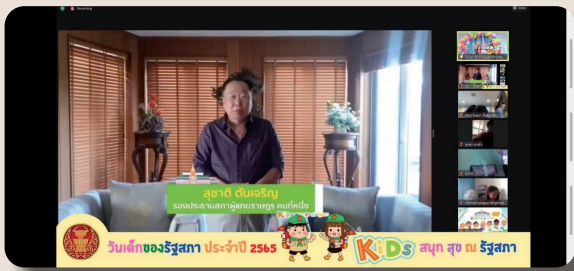 Recording
View
สุชาติ ตันเจริญ
รองประธานสภาผู้แทนราษฎร คนที่หนึ่ง
วันเด็กของรัฐสภา ประจำปี 2565
KiDS สนุก สุข ณ รัฐสภา